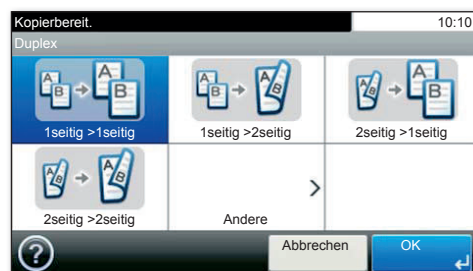 Kopierbereit. 10:10
Duplex
A B A B
1seitig >1seitig
A B A B
1seitig >2seitig
A B A B
2seitig >1seitig
A B A B
2seitig >2seitig
Andere
? Abbrechen OK